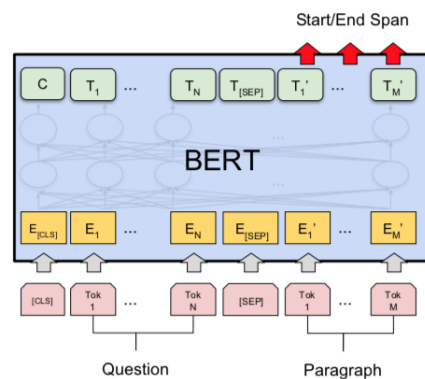 Start/End Span
C T1 ... TN T[SEP] T1' ... TM'
...
BERT
...
E[CLS] E1 ... EN E[SEP] E1' ... EM'
[CLS] Tok 1 ... Tok N [SEP] Tok 1 ... Tok M
Question Paragraph